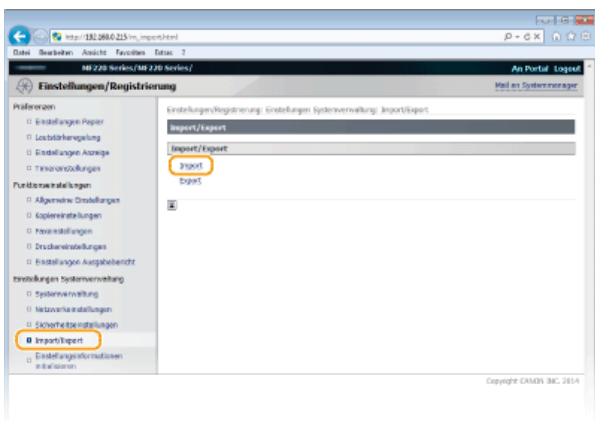 http://192.168.0.215/m_import.html
Datei Bearbeiten Ansicht Favoriten Extras ?
MF220 Series/MF220 Series/
An Portal Logout
Einstellungen/Registrierung
Mail an Systemmanager
Präferenzen
Einstellungen Papier
Lautstärkeregelung
Einstellungen Anzeige
Timereinstellungen
Funktionseinstellungen
Allgemeine Einstellungen
Kopiereinstellungen
Faxeinstellungen
Druckereinstellungen
Einstellungen Ausgabebericht
Einstellungen Systemverwaltung
Systemverwaltung
Netzwerkeinstellungen
Sicherheitseinstellungen
Import/Export
Einstellungsinformationen
initialisieren
Einstellungen/Registrierung: Einstellungen Systemverwaltung: Import/Export
Import/Export
Import/Export
Import
Export
Copyright CANON INC. 2014